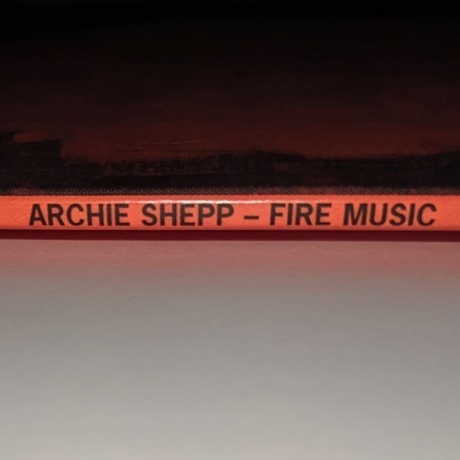 ARCHIE SHEPP – FIRE MUSIC